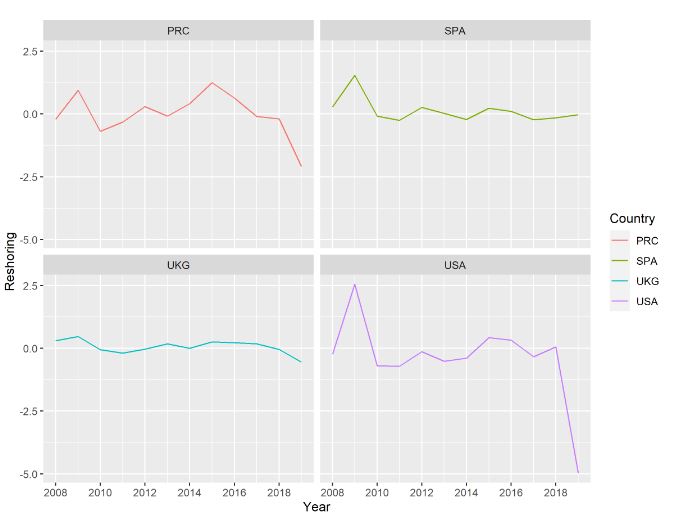 PRC SPA
2.5
0.0
-2.5
-5.0
Reshoring
UKG USA
2.5
0.0
-2.5
-5.0
2008 2010 2012 2014 2016 2018 2008 2010 2012 2014 2016 2018
Year
Country
PRC
SPA
UKG
USA